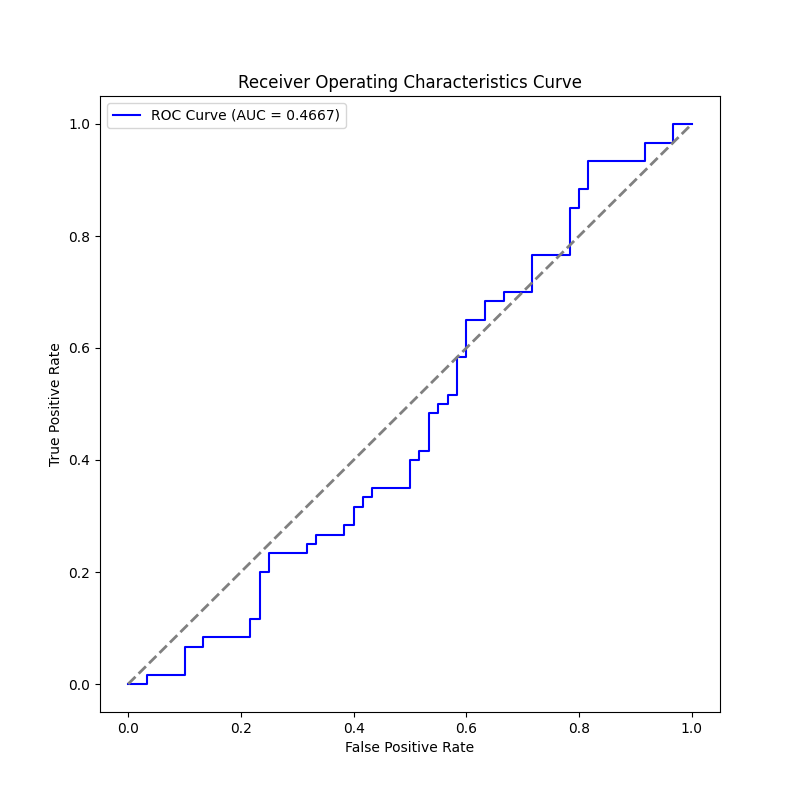 Receiver Operating Characteristics Curve
ROC Curve (AUC = 0.4667)
1.0
0.8
0.6
0.4
0.2
0.0
True Positive Rate
0.0 0.2 0.4 0.6 0.8 1.0
False Positive Rate